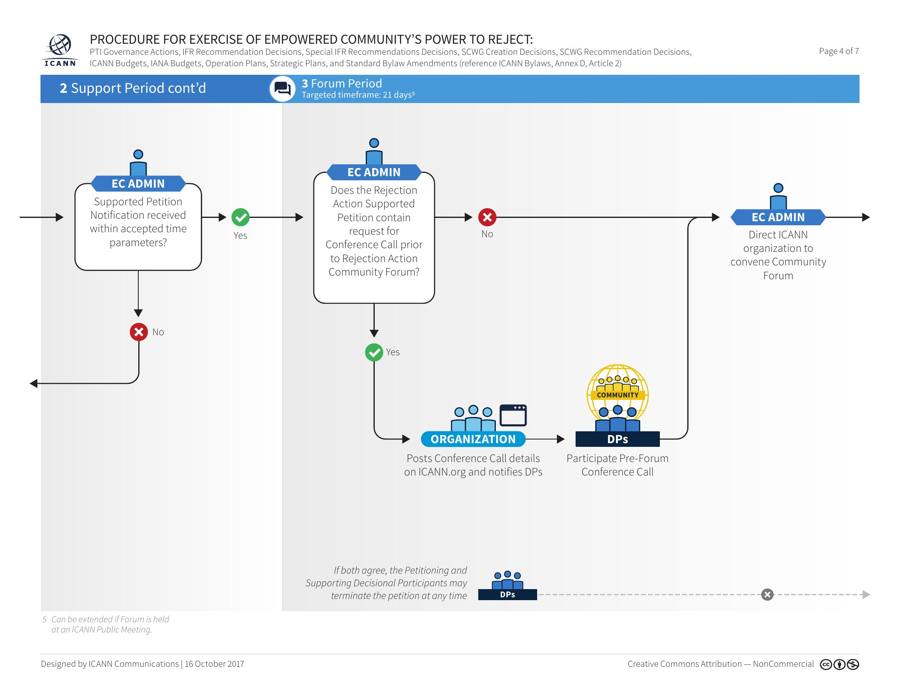 ICANN
PROCEDURE FOR EXERCISE OF EMPOWERED COMMUNITY'S POWER TO REJECT:
PTI Governance Actions, IFR Recommendation Decisions, Special IFR Recommendations Decisions, SCWG Creation Decisions, SCWG Recommendation Decisions,
ICANN Budgets, IANA Budgets, Operation Plans, Strategic Plans, and Standard Bylaw Amendments (reference ICANN Bylaws, Annex D, Article 2)
Page 4 of 7
2 Support Period cont'd
3 Forum Period
Targeted timeframe: 21 days⁵
EC ADMIN
Supported Petition
Notification received
within accepted time
parameters?
Yes
No
EC ADMIN
Does the Rejection
Action Supported
Petition contain
request for
Conference Call prior
to Rejection Action
Community Forum?
No
Yes
EC ADMIN
Direct ICANN
organization to
convene Community
Forum
ORGANIZATION
Posts Conference Call details
on ICANN.org and notifies DPs
COMMUNITY
DPs
Participate Pre-Forum
Conference Call
If both agree, the Petitioning and
Supporting Decisional Participants may
terminate the petition at any time
DPs
5 Can be extended if Forum is held
at an ICANN Public Meeting.
Designed by ICANN Communications | 16 October 2017
Creative Commons Attribution — NonCommercial